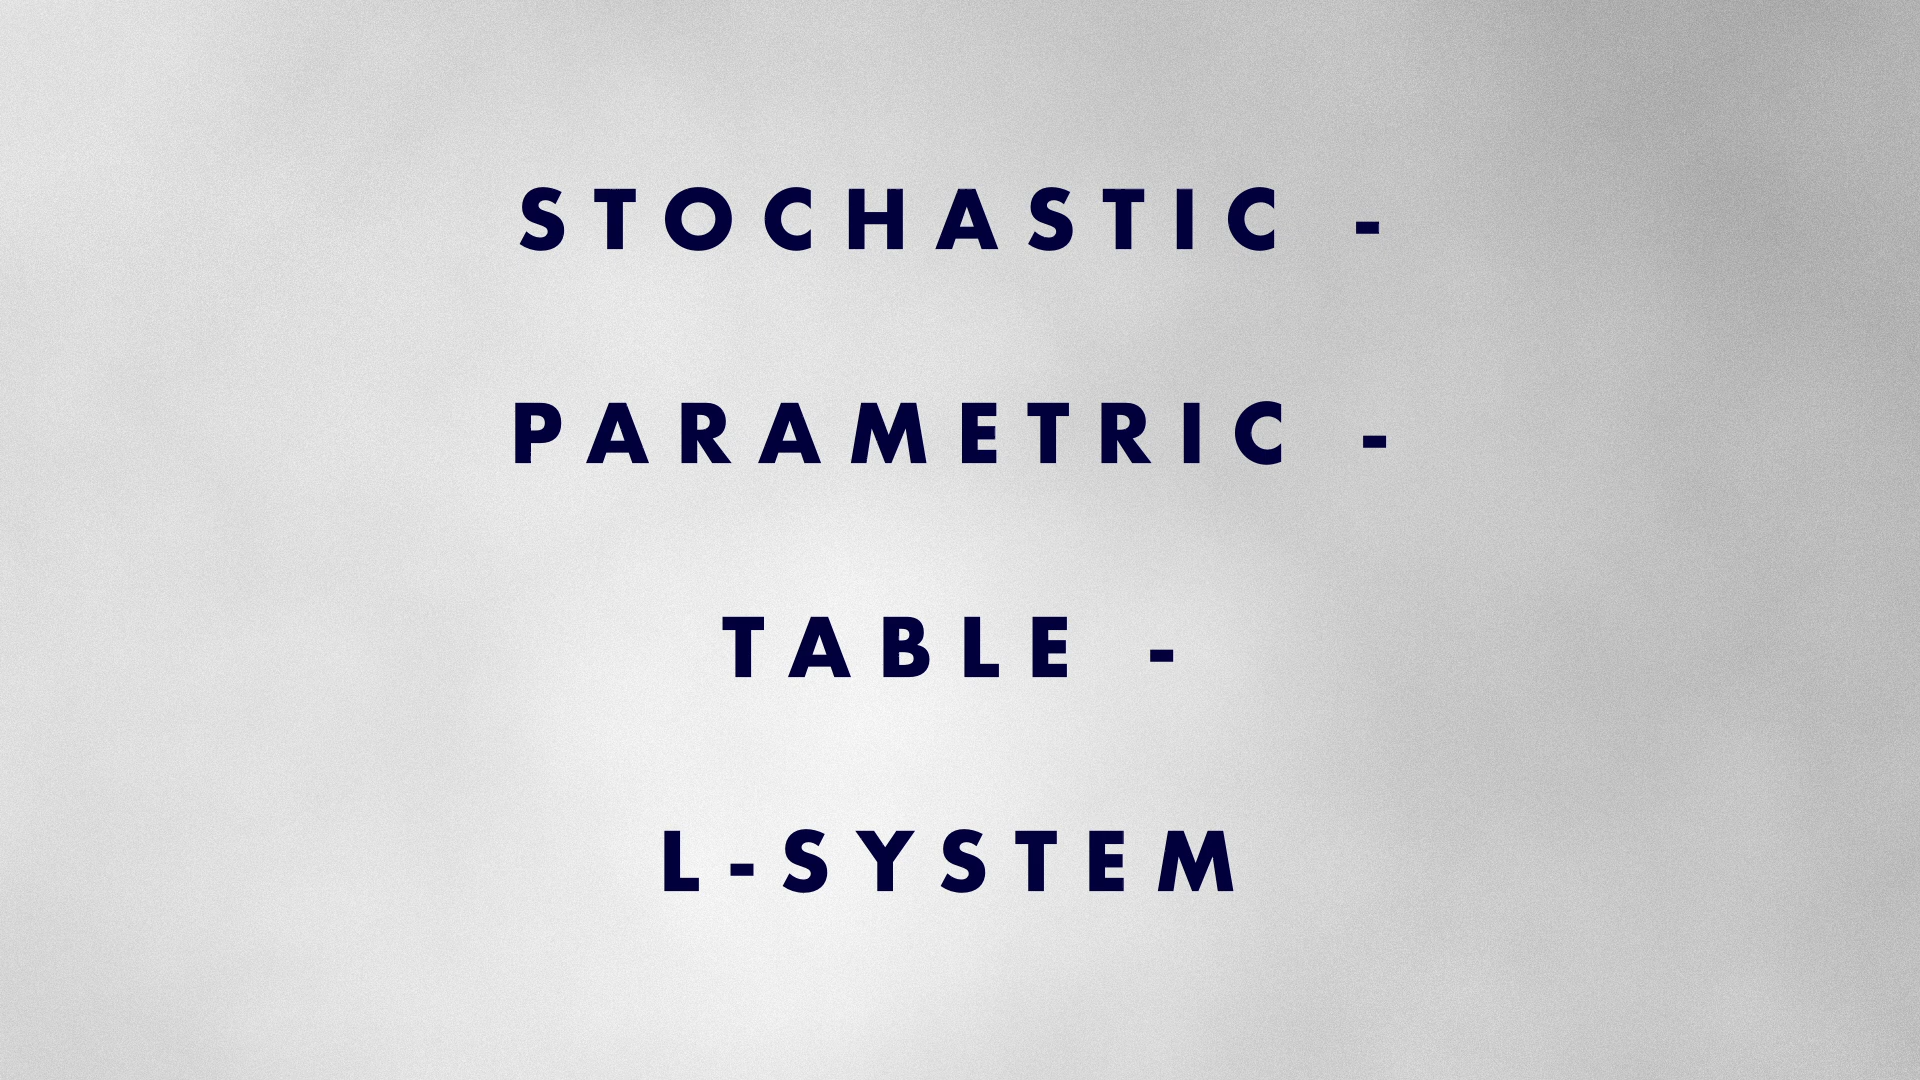 STOCHASTIC -
PARAMETRIC -
TABLE -
L-SYSTEM